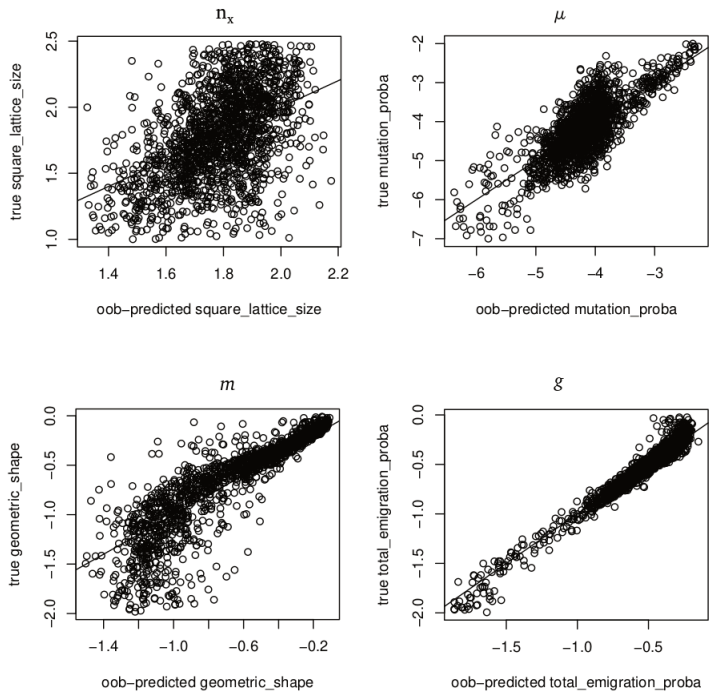 nx
μ
2.5
2.0
1.5
1.0
true square_lattice_size
1.4 1.6 1.8 2.0 2.2
oob−predicted square_lattice_size
−2
−3
−4
−5
−6
−7
true mutation_proba
−6 −5 −4 −3
oob−predicted mutation_proba
m
g
0.0
−0.5
−1.0
−1.5
−2.0
true geometric_shape
−1.4 −1.0 −0.6 −0.2
oob−predicted geometric_shape
0.0
−0.5
−1.0
−1.5
−2.0
true total_emigration_proba
−1.5 −1.0 −0.5
oob−predicted total_emigration_proba